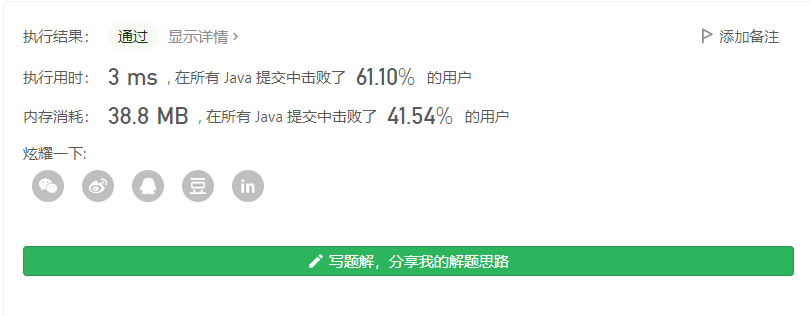 执行结果： 通过 显示详情 > 添加备注
执行用时： 3 ms , 在所有 Java 提交中击败了 61.10% 的用户
内存消耗： 38.8 MB , 在所有 Java 提交中击败了 41.54% 的用户
炫耀一下:
豆 in
写题解，分享我的解题思路